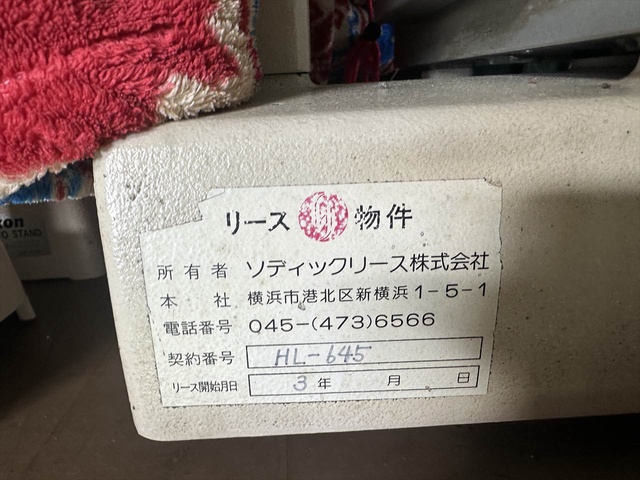 リース物件
所有者 ソディックリース株式会社
本社 横浜市港北区新横浜1-5-1
電話番号 045-(473)6566
契約番号 HL-645
リース開始月日 3年 月 日
STAND